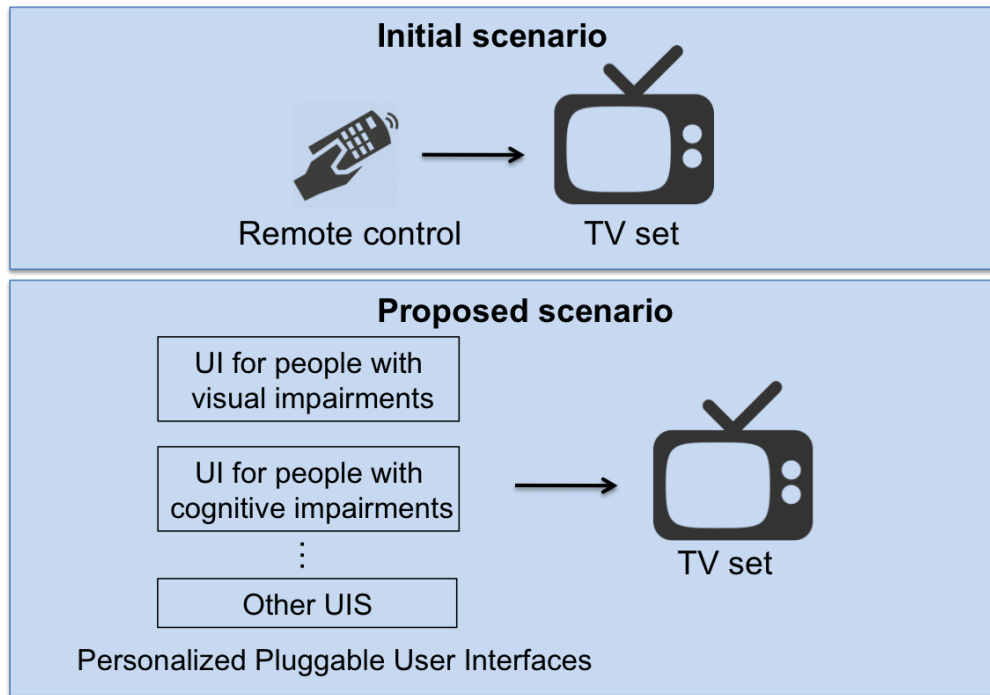 Initial scenario
Remote control
TV set
Proposed scenario
UI for people with
visual impairments
UI for people with
cognitive impairments
⋮
Other UIS
TV set
Personalized Pluggable User Interfaces